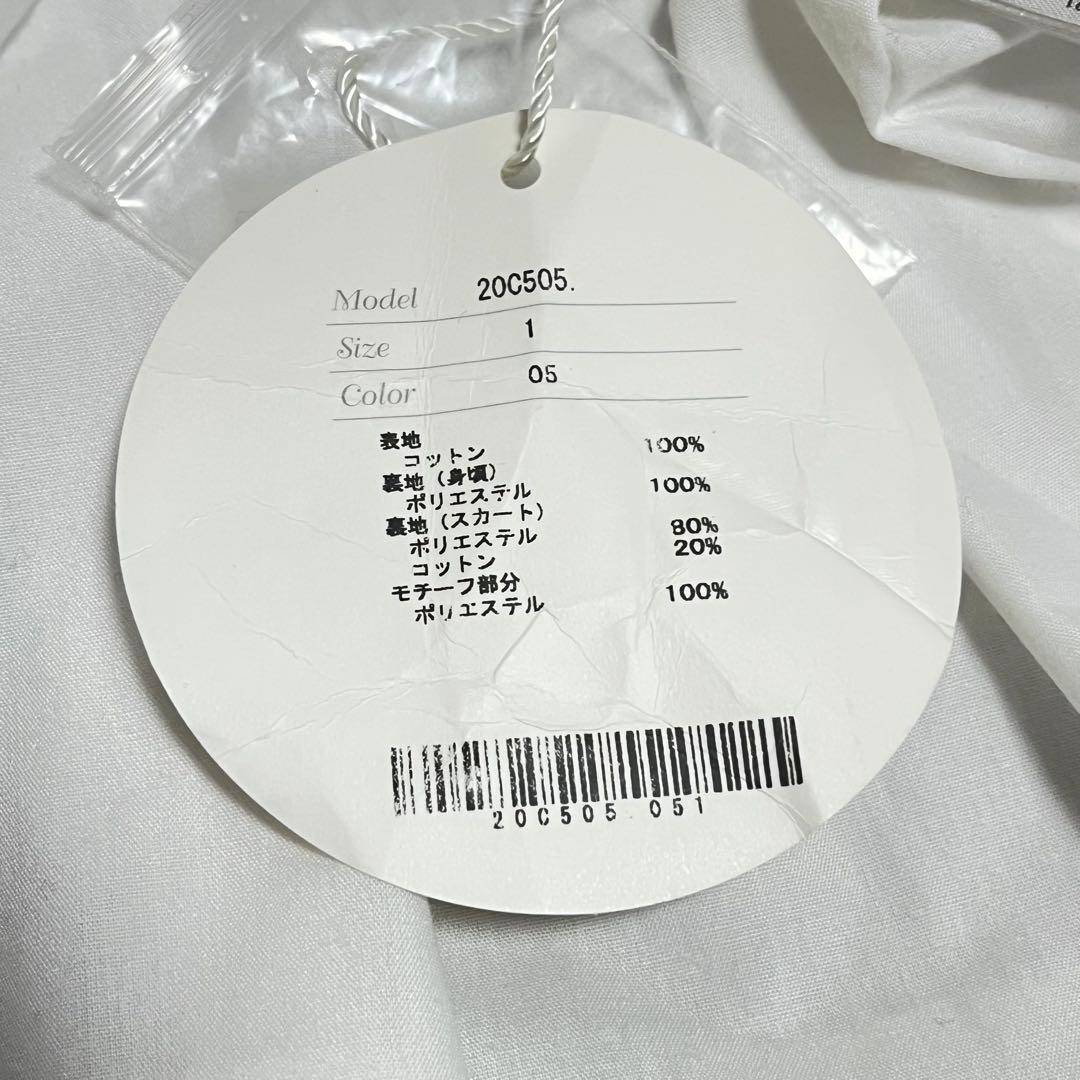 Model 20C505.
Size 1
Color 05
表地
コットン 100%
裏地(身頃)
ポリエステル 100%
裏地(スカート)
ポリエステル 80%
コットン 20%
モチーフ部分
ポリエステル 100%
20C505 051